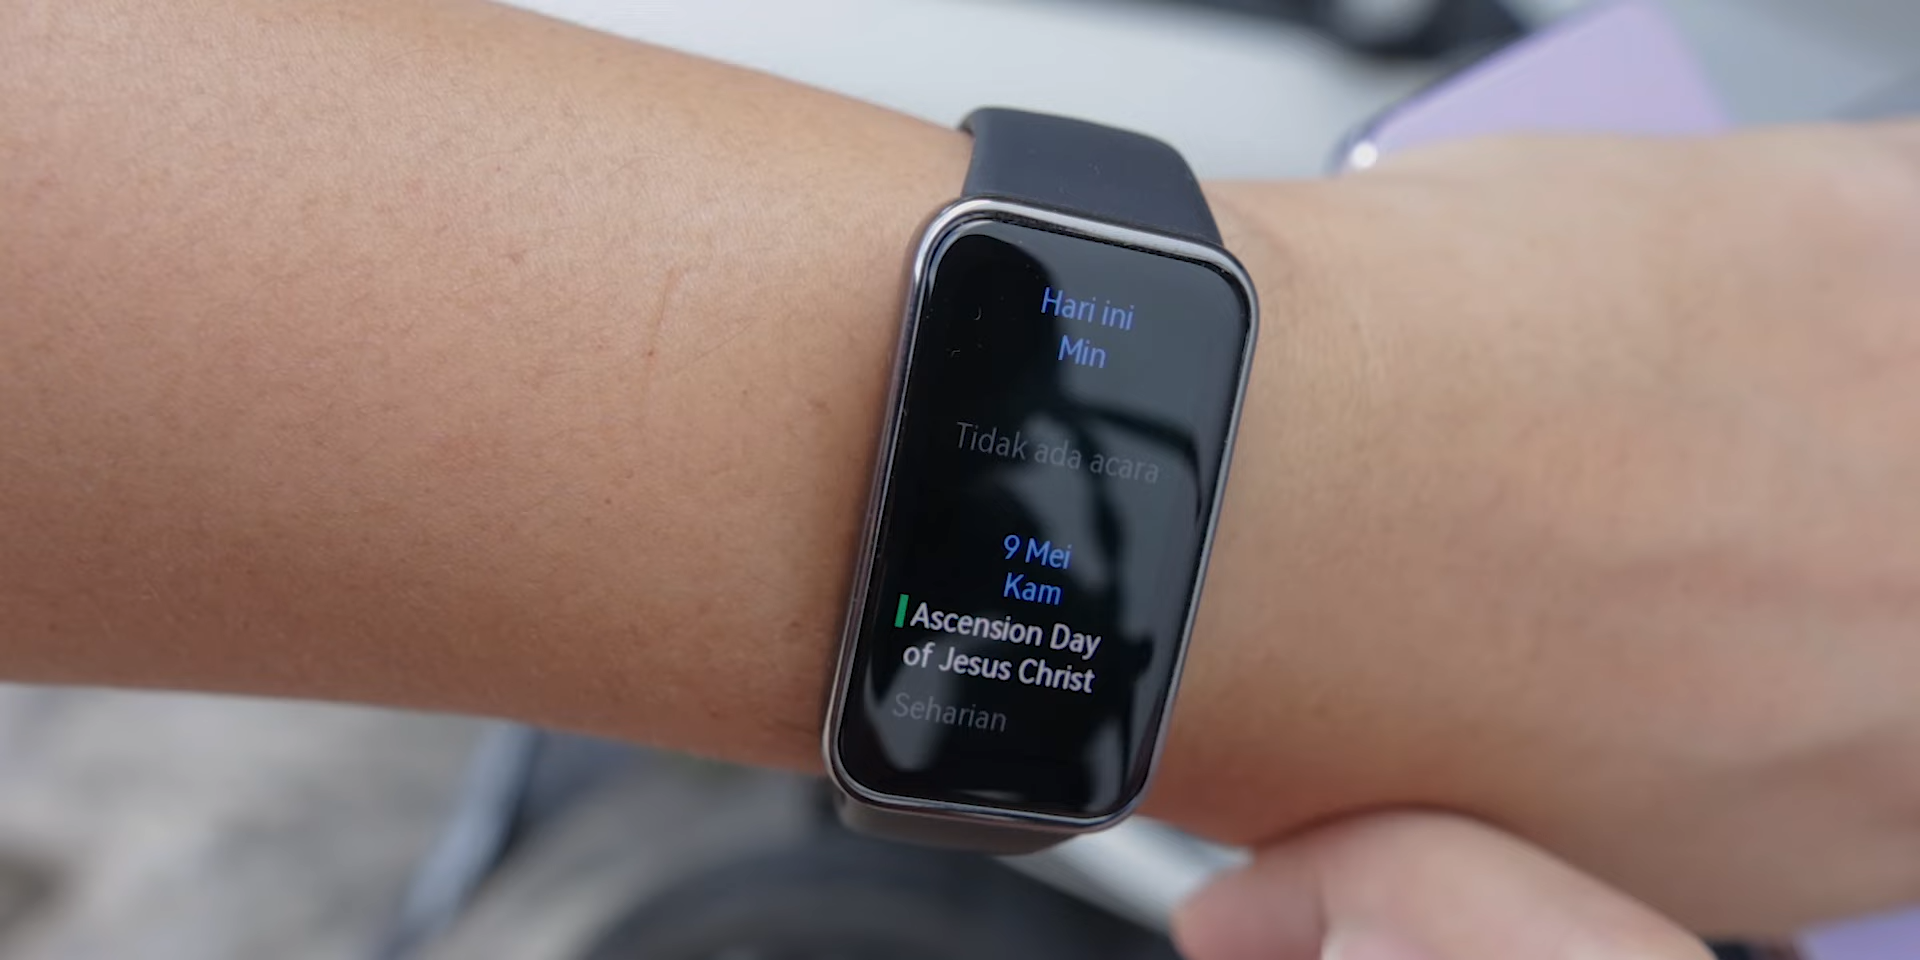 Hari ini
Min
Tidak ada acara
9 Mei
Kam
Ascension Day
of Jesus Christ
Seharian